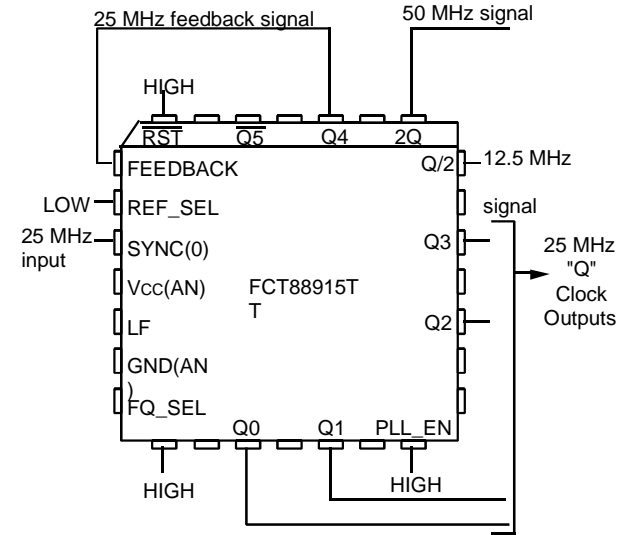 25 MHz feedback signal
50 MHz signal
HIGH
RST
Q5
Q4
2Q
FEEDBACK
Q/2
12.5 MHz
signal
LOW
REF_SEL
25 MHz
input
SYNC(0)
Q3
25 MHz
"Q"
Clock
Outputs
VCC(AN)
FCT88915T
T
LF
Q2
GND(AN
)
FQ_SEL
Q0
Q1
PLL_EN
HIGH
HIGH